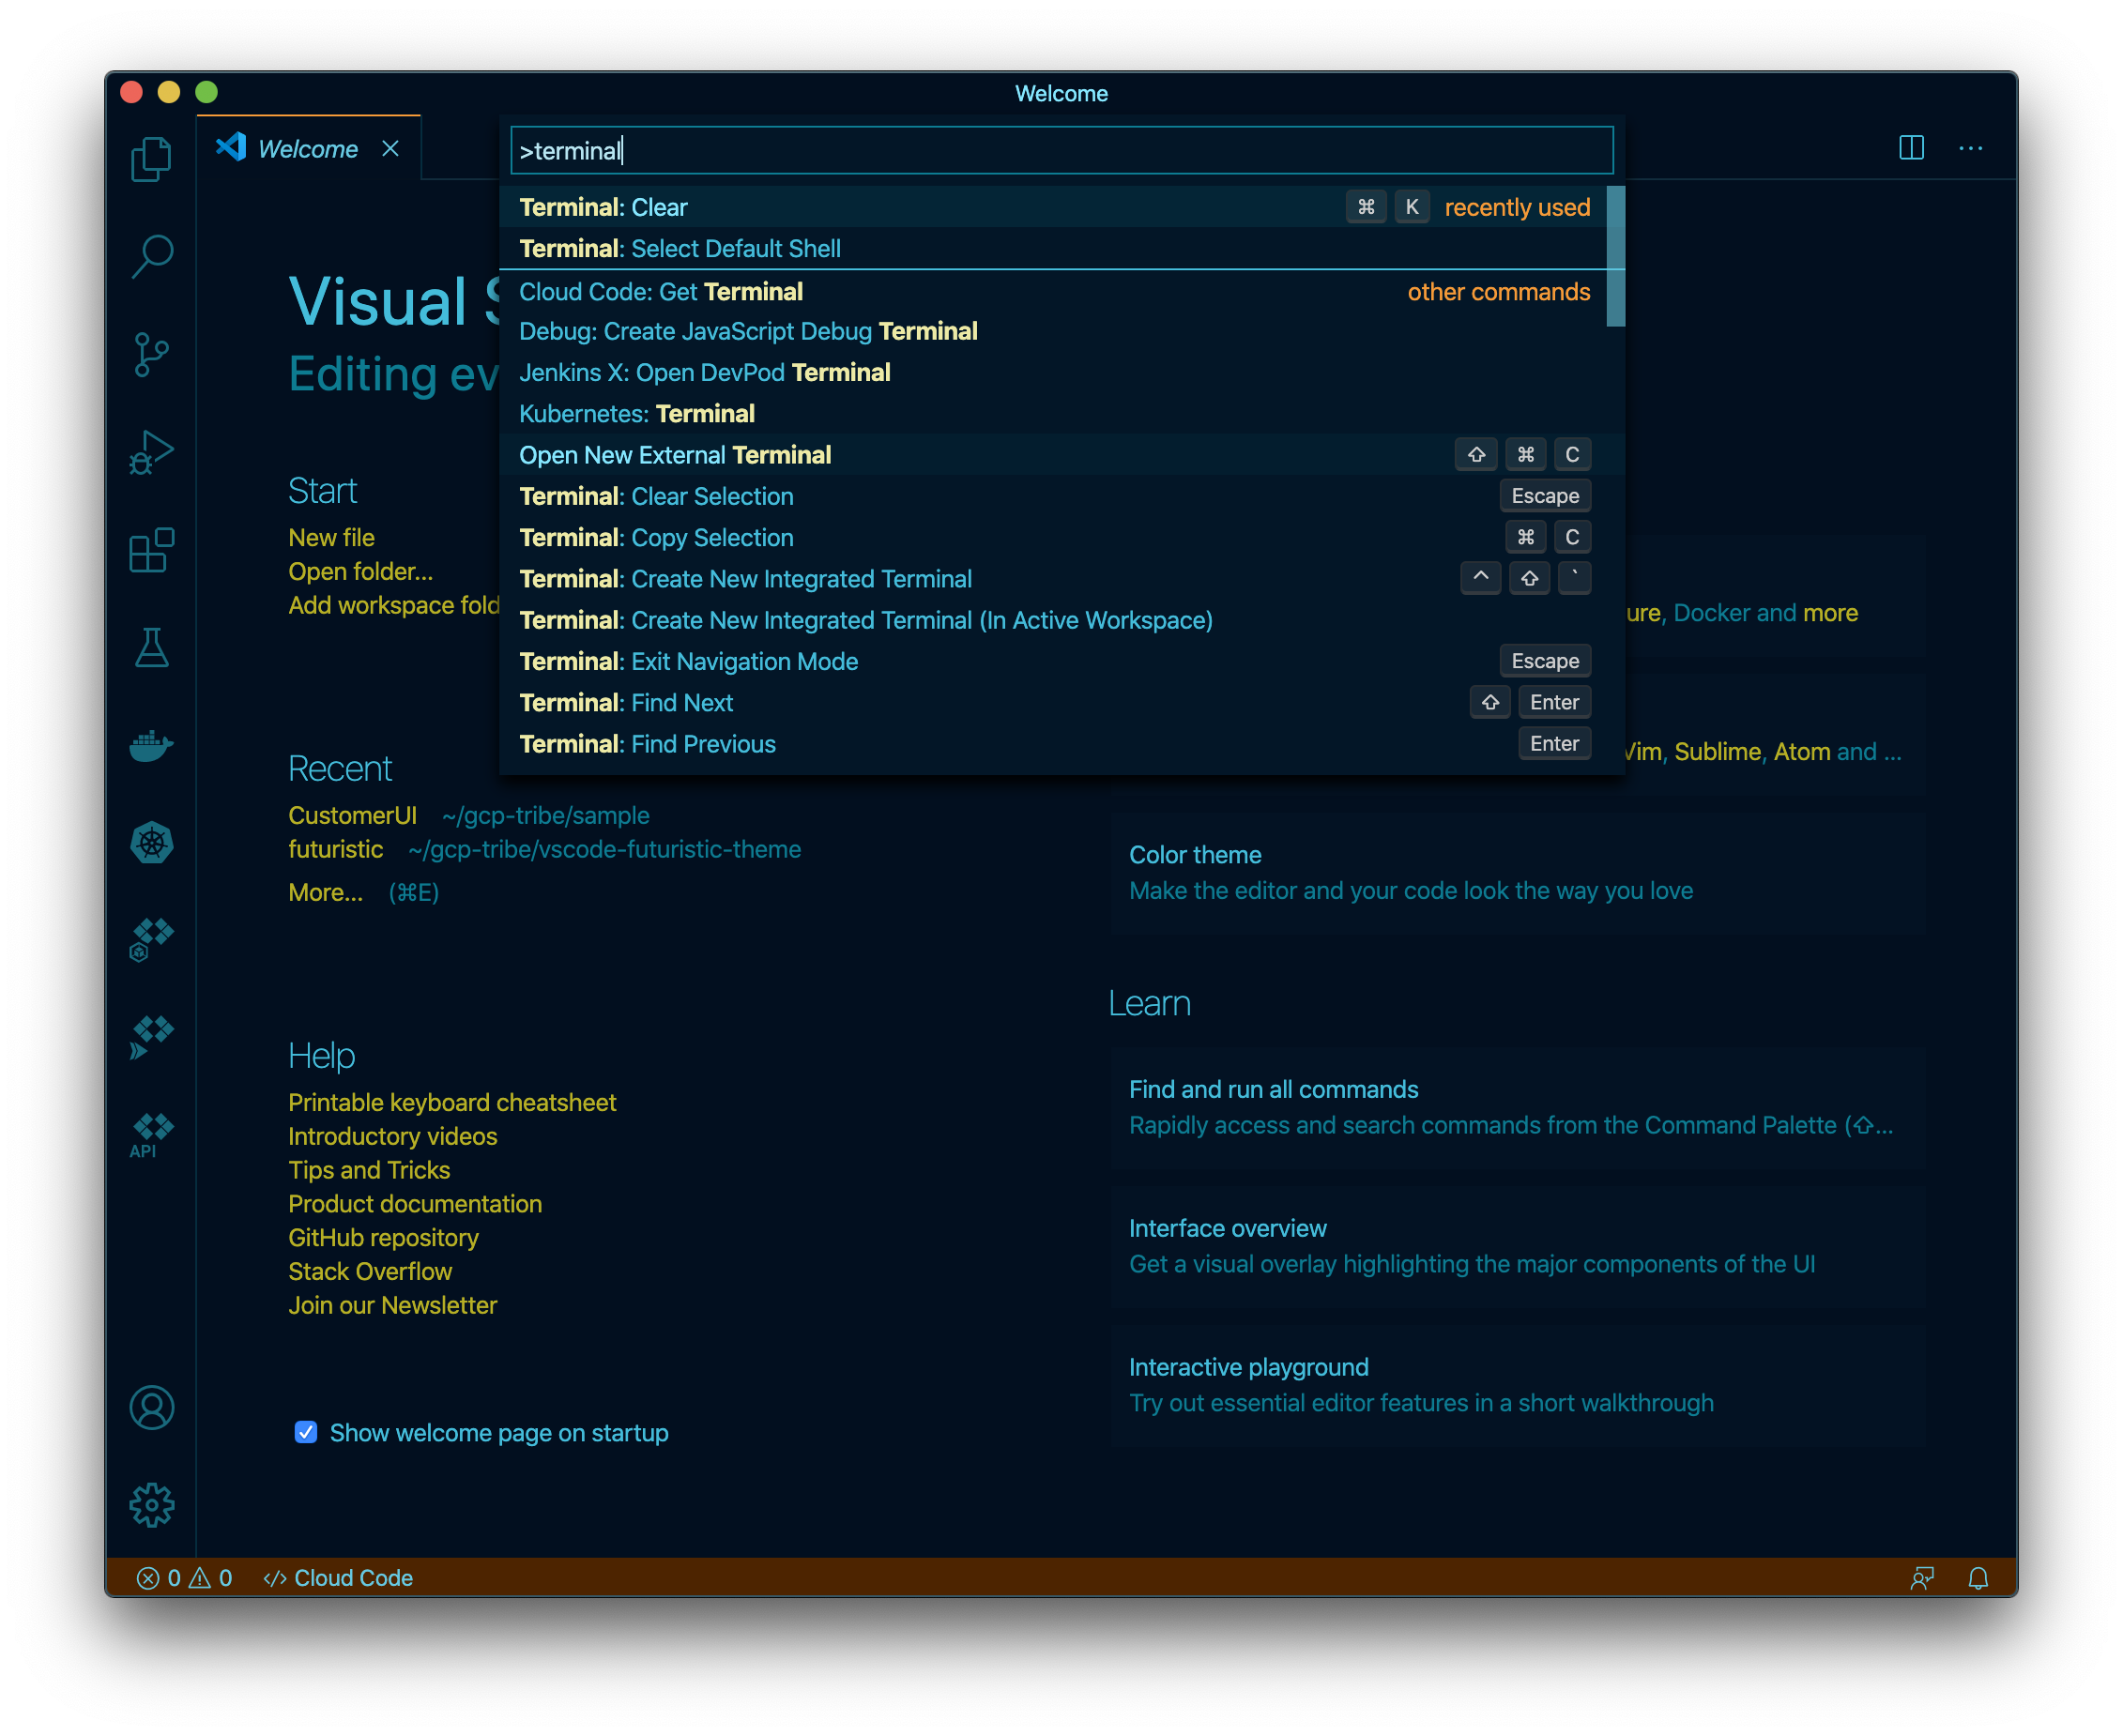 Welcome
Welcome
>terminal
Terminal: Clear ⌘ K recently used
Terminal: Select Default Shell
Cloud Code: Get Terminal other commands
Debug: Create JavaScript Debug Terminal
Jenkins X: Open DevPod Terminal
Kubernetes: Terminal
Open New External Terminal ⇧ ⌘ C
Terminal: Clear Selection Escape
Terminal: Copy Selection ⌘ C
Terminal: Create New Integrated Terminal ^ ⇧ `
Terminal: Create New Integrated Terminal (In Active Workspace)
Terminal: Exit Navigation Mode Escape
Terminal: Find Next ⇧ Enter
Terminal: Find Previous Enter
Visual
Editing
Start
New file
Open folder...
Add workspace
Recent
CustomerUI ~/gcp-tribe/sample
futuristic ~/gcp-tribe/vscode-futuristic-theme
More... (⌘E)
Help
Printable keyboard cheatsheet
Introductory videos
Tips and Tricks
Product documentation
GitHub repository
Stack Overflow
Join our Newsletter
Show welcome page on startup
Docker and more
Vim, Sublime, Atom and ...
Color theme
Make the editor and your code look the way you love
Learn
Find and run all commands
Rapidly access and search commands from the Command Palette (⇧...
Interface overview
Get a visual overlay highlighting the major components of the UI
Interactive playground
Try out essential editor features in a short walkthrough
API
0 0 Cloud Code